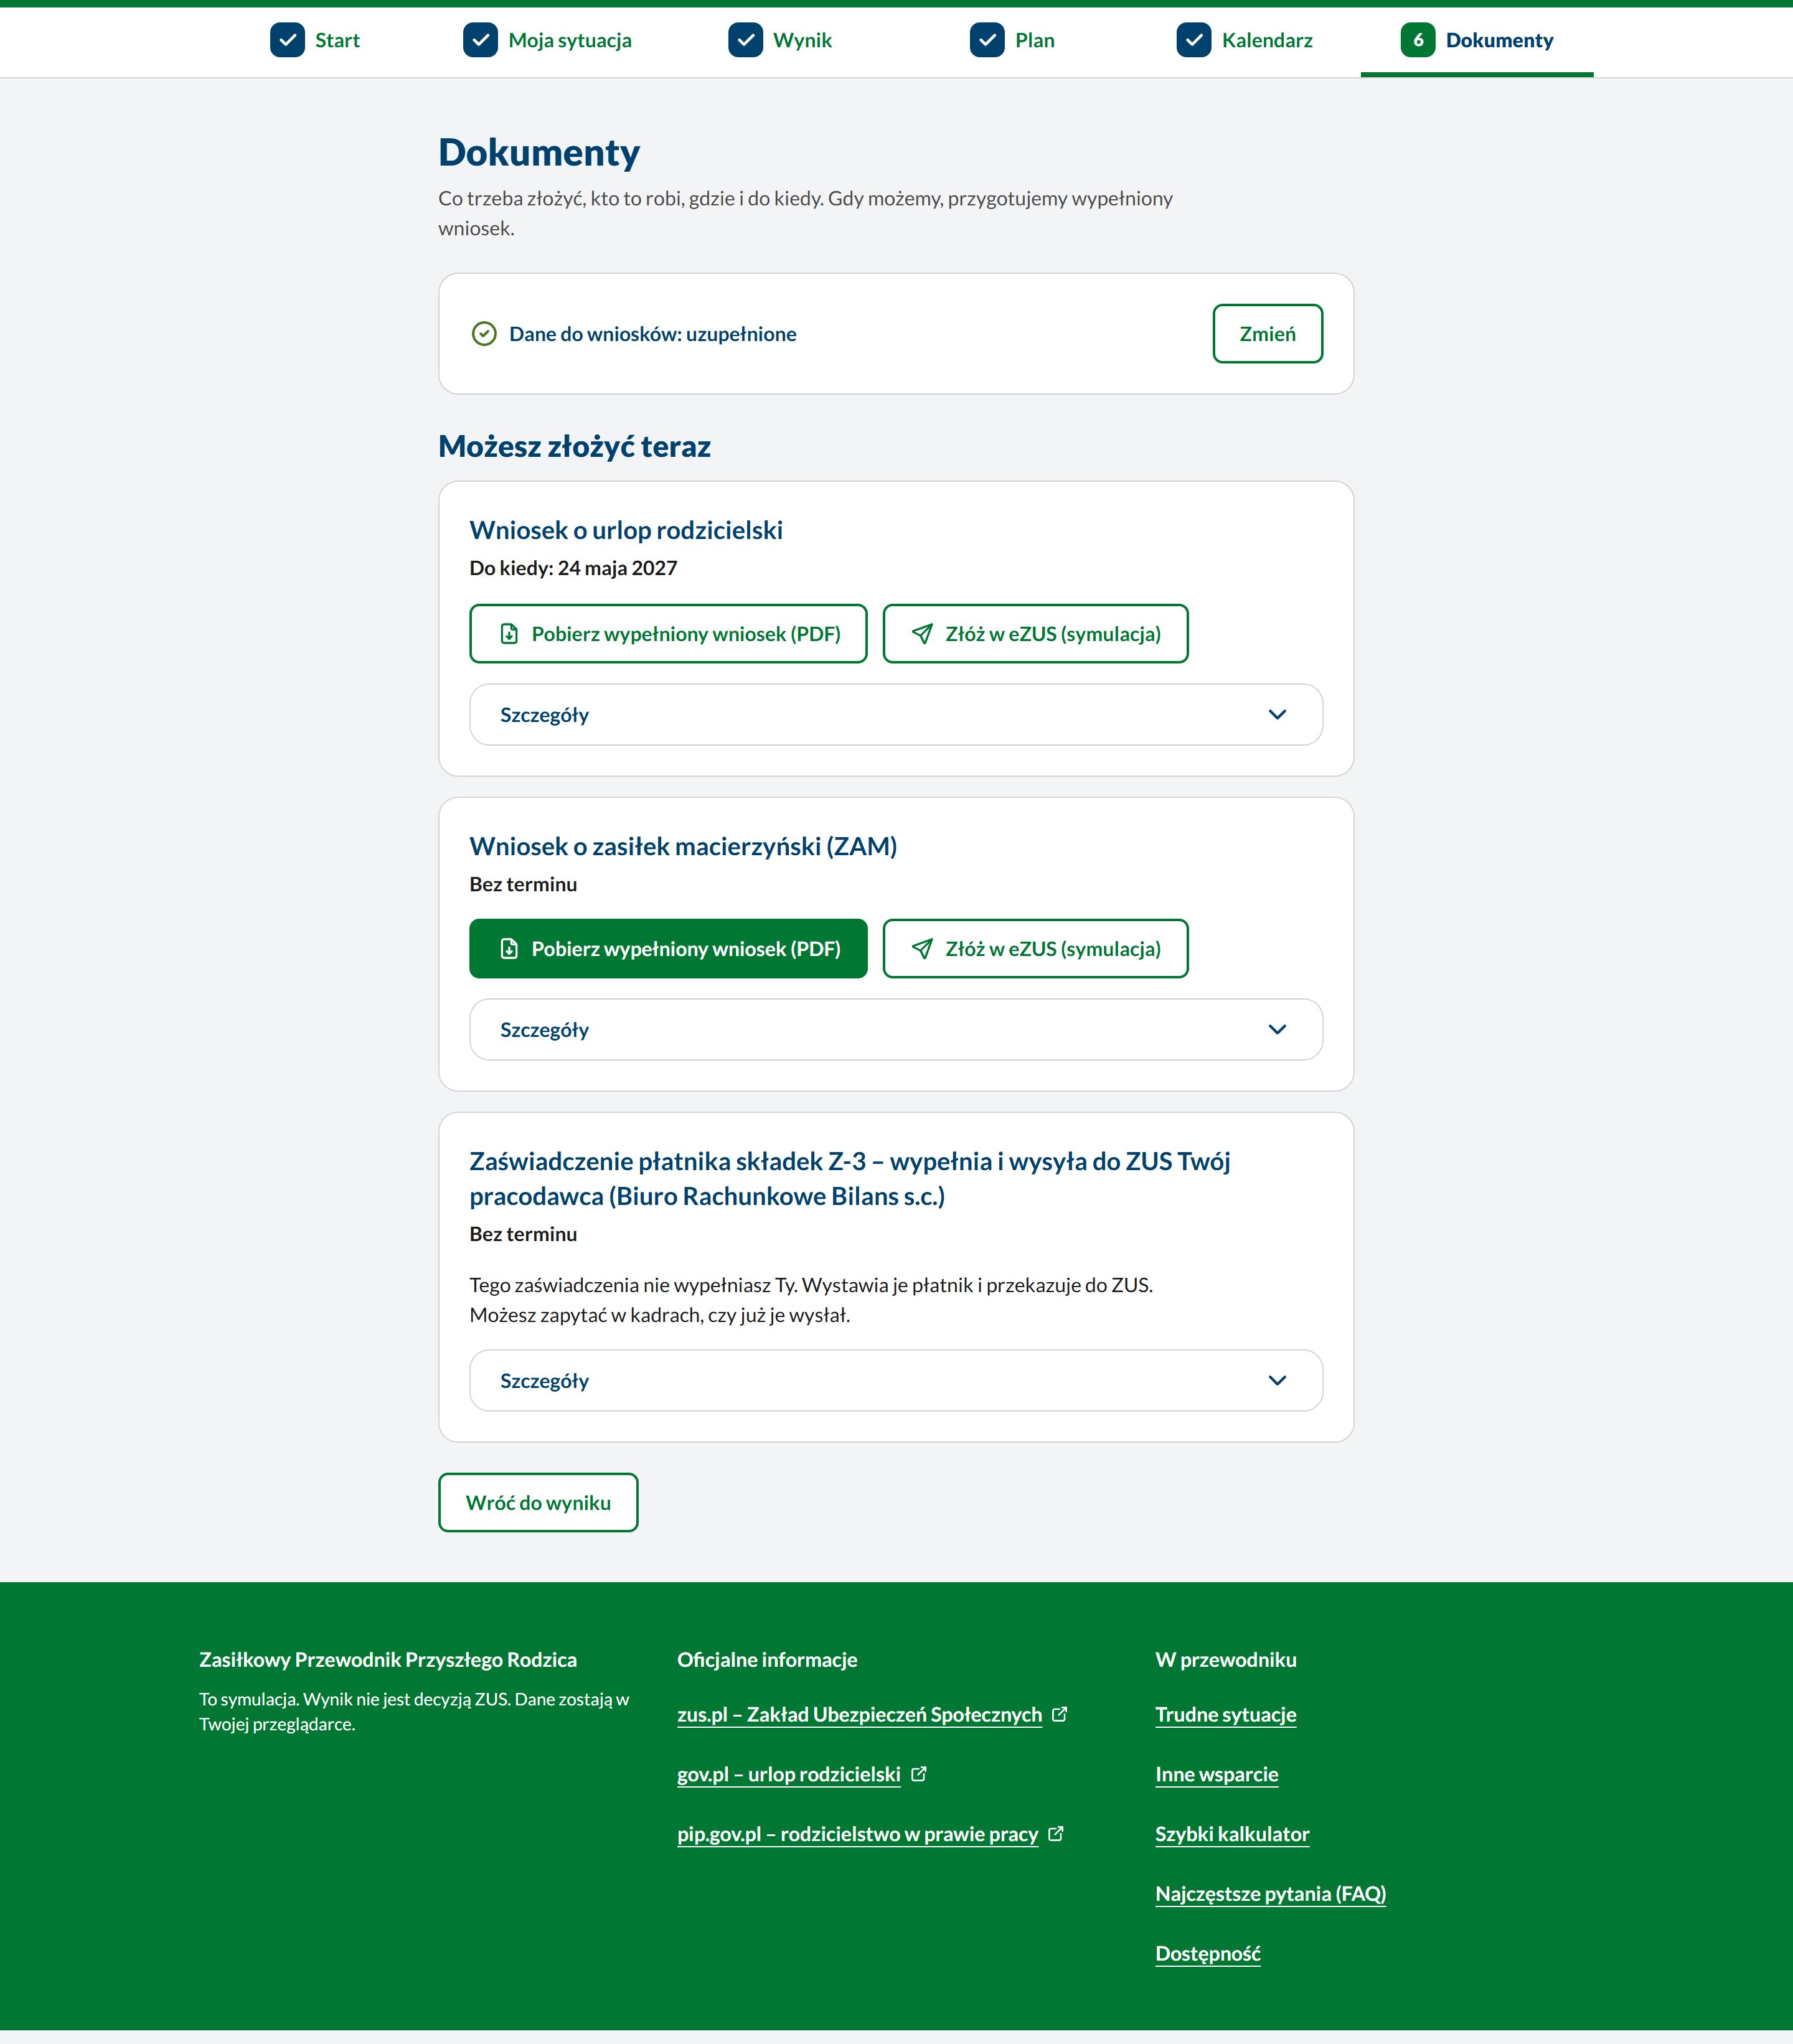 Start
Moja sytuacja
Wynik
Plan
Kalendarz
6 Dokumenty
Dokumenty
Co trzeba złożyć, kto to robi, gdzie i do kiedy. Gdy możemy, przygotujemy wypełniony
wniosek.
Dane do wniosków: uzupełnione
Zmień
Możesz złożyć teraz
Wniosek o urlop rodzicielski
Do kiedy: 24 maja 2027
Pobierz wypełniony wniosek (PDF)
Złóż w eZUS (symulacja)
Szczegóły
Wniosek o zasiłek macierzyński (ZAM)
Bez terminu
Pobierz wypełniony wniosek (PDF)
Złóż w eZUS (symulacja)
Szczegóły
Zaświadczenie płatnika składek Z-3 – wypełnia i wysyła do ZUS Twój
pracodawca (Biuro Rachunkowe Bilans s.c.)
Bez terminu
Tego zaświadczenia nie wypełniasz Ty. Wystawia je płatnik i przekazuje do ZUS.
Możesz zapytać w kadrach, czy już je wysłał.
Szczegóły
Wróć do wyniku
Zasiłkowy Przewodnik Przyszłego Rodzica
To symulacja. Wynik nie jest decyzją ZUS. Dane zostają w
Twojej przeglądarce.
Oficjalne informacje
zus.pl – Zakład Ubezpieczeń Społecznych
gov.pl – urlop rodzicielski
pip.gov.pl – rodzicielstwo w prawie pracy
W przewodniku
Trudne sytuacje
Inne wsparcie
Szybki kalkulator
Najczęstsze pytania (FAQ)
Dostępność